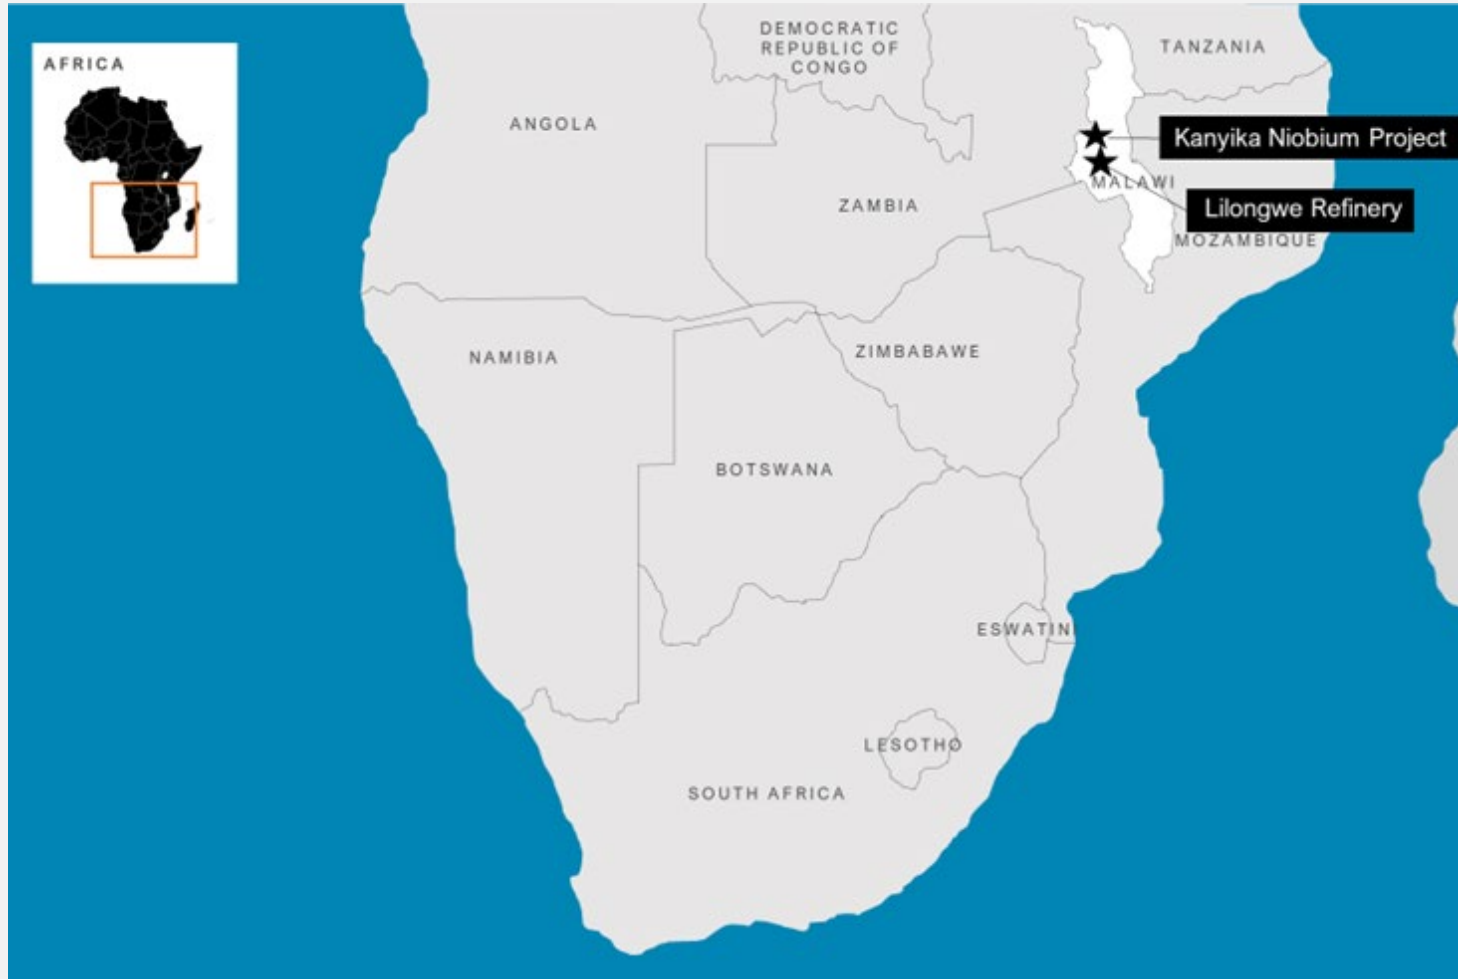 AFRICA
DEMOCRATIC
REPUBLIC OF
CONGO
TANZANIA
ANGOLA
Kanyika Niobium Project
MALAWI
ZAMBIA
Lilongwe Refinery
MOZAMBIQUE
NAMIBIA
ZIMBABAWE
BOTSWANA
ESWATINI
LESOTHO
SOUTH AFRICA